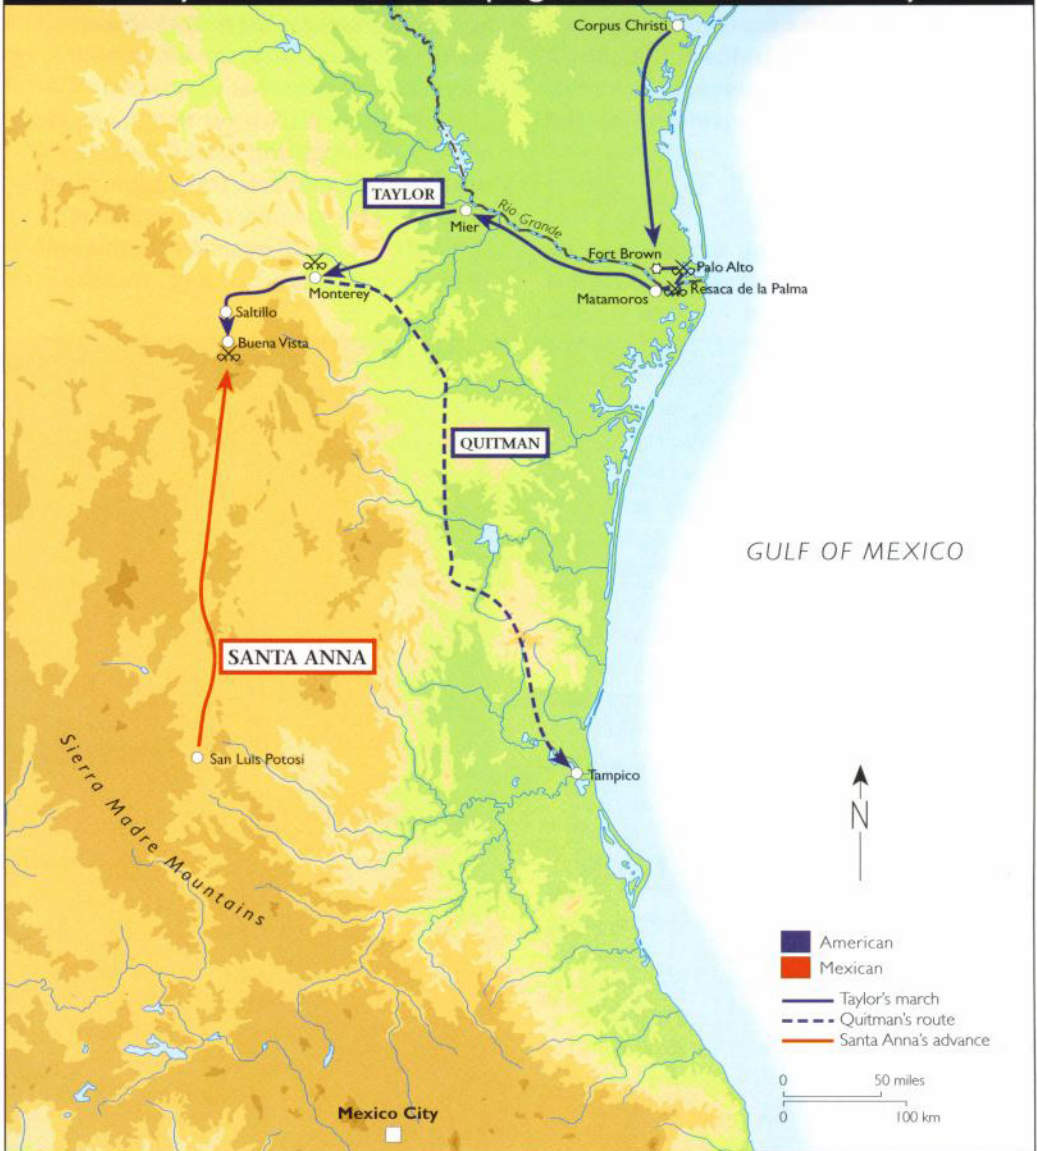 Corpus Christi
TAYLOR
Rio Grande
Mier
Fort Brown
Palo Alto
Matamoros
Resaca de la Palma
Monterey
Saltillo
Buena Vista
QUITMAN
GULF OF MEXICO
SANTA ANNA
San Luis Potosi
Sierra Madre Mountains
Tampico
N
American
Mexican
Taylor's march
Quitman's route
Santa Anna's advance
0 50 miles
0 100 km
Mexico City